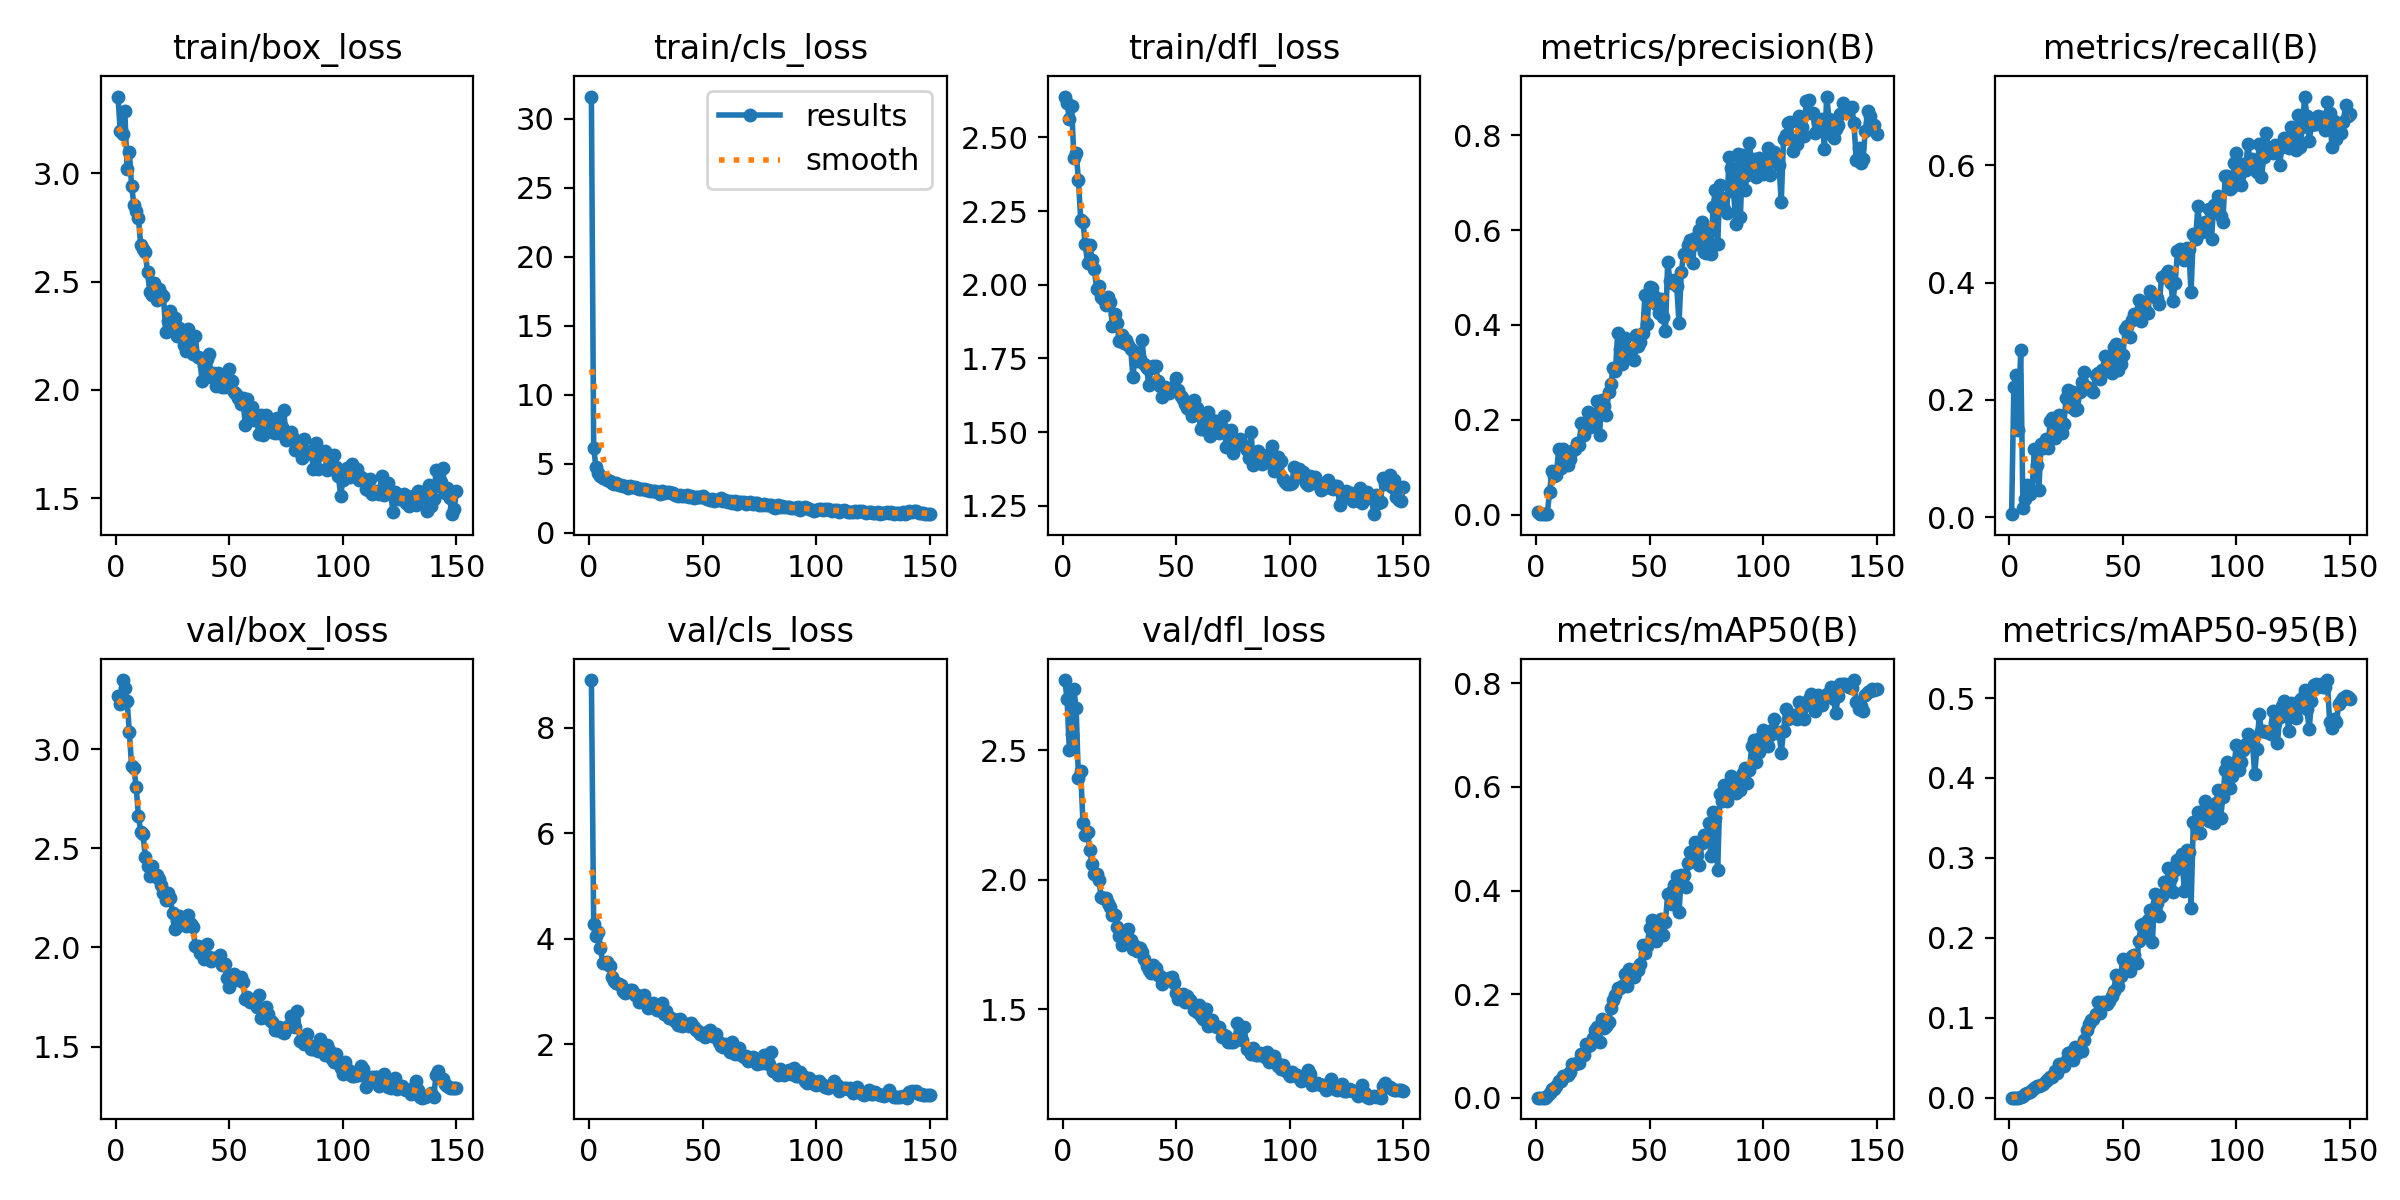 train/box_loss
3.0
2.5
2.0
1.5
0 50 100 150
train/cls_loss
results
smooth
30
25
20
15
10
5
0
0 50 100 150
train/dfl_loss
2.50
2.25
2.00
1.75
1.50
1.25
0 50 100 150
metrics/precision(B)
0.8
0.6
0.4
0.2
0.0
0 50 100 150
metrics/recall(B)
0.6
0.4
0.2
0.0
0 50 100 150
val/box_loss
3.0
2.5
2.0
1.5
0 50 100 150
val/cls_loss
8
6
4
2
0 50 100 150
val/dfl_loss
2.5
2.0
1.5
0 50 100 150
metrics/mAP50(B)
0.8
0.6
0.4
0.2
0.0
0 50 100 150
metrics/mAP50-95(B)
0.5
0.4
0.3
0.2
0.1
0.0
0 50 100 150